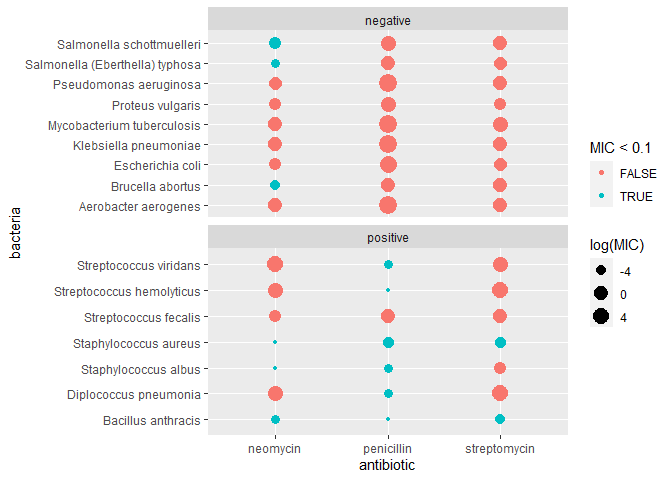 negative
Salmonella schottmuelleri
Salmonella (Eberthella) typhosa
Pseudomonas aeruginosa
Proteus vulgaris
Mycobacterium tuberculosis
Klebsiella pneumoniae
Escherichia coli
Brucella abortus
Aerobacter aerogenes
positive
Streptococcus viridans
Streptococcus hemolyticus
Streptococcus fecalis
Staphylococcus aureus
Staphylococcus albus
Diplococcus pneumonia
Bacillus anthracis
bacteria
neomycin penicillin streptomycin
antibiotic
MIC < 0.1
FALSE
TRUE
log(MIC)
-4
0
4